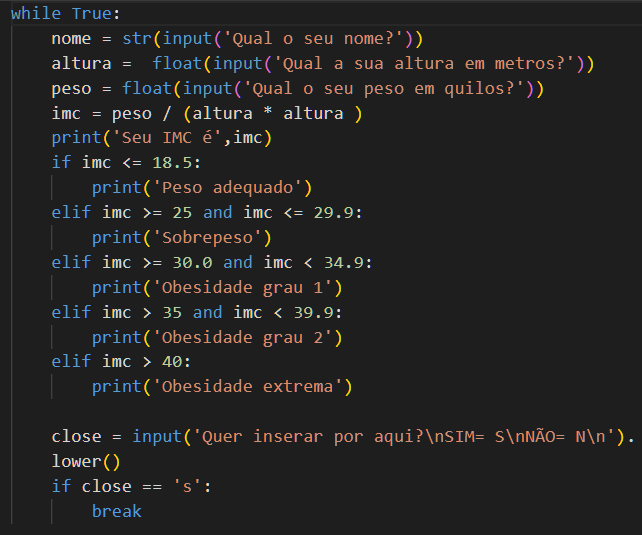 while True:
    nome = str(input('Qual o seu nome?'))
    altura =  float(input('Qual a sua altura em metros?'))
    peso = float(input('Qual o seu peso em quilos?'))
    imc = peso / (altura * altura )
    print('Seu IMC é',imc)
    if imc <= 18.5:
        print('Peso adequado')
    elif imc >= 25 and imc <= 29.9:
        print('Sobrepeso')
    elif imc >= 30.0 and imc < 34.9:
        print('Obesidade grau 1')
    elif imc > 35 and imc < 39.9:
        print('Obesidade grau 2')
    elif imc > 40:
        print('Obesidade extrema')

    close = input('Quer inserar por aqui?\nSIM= S\nNÃO= N\n').
    lower()
    if close == 's':
        break